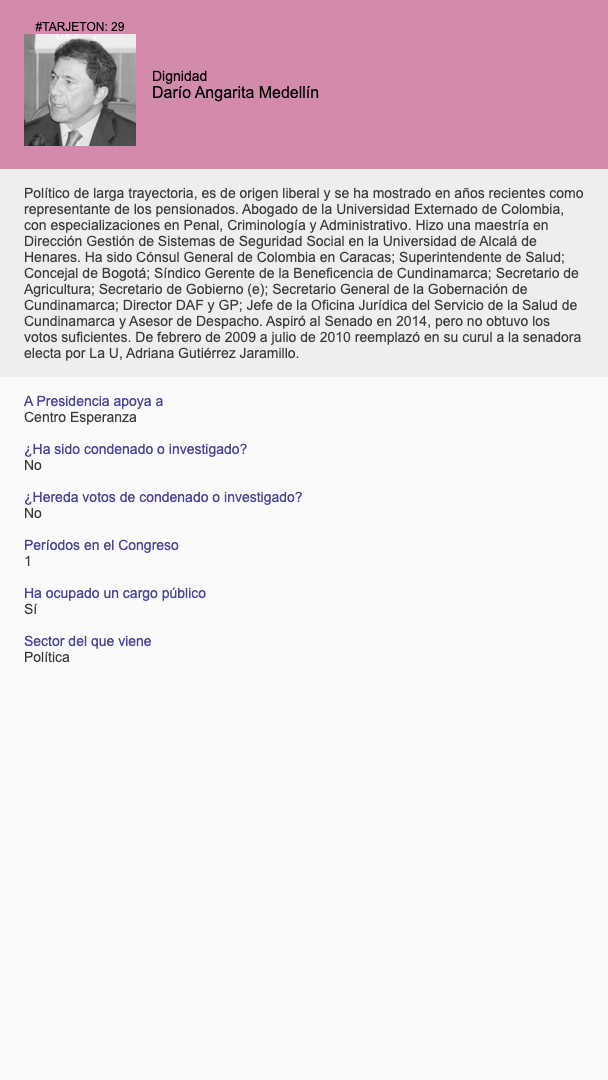 #TARJETON: 29
Dignidad
Darío Angarita Medellín
Político de larga trayectoria, es de origen liberal y se ha mostrado en años recientes como
representante de los pensionados. Abogado de la Universidad Externado de Colombia,
con especializaciones en Penal, Criminología y Administrativo. Hizo una maestría en
Dirección Gestión de Sistemas de Seguridad Social en la Universidad de Alcalá de
Henares. Ha sido Cónsul General de Colombia en Caracas; Superintendente de Salud;
Concejal de Bogotá; Síndico Gerente de la Beneficencia de Cundinamarca; Secretario de
Agricultura; Secretario de Gobierno (e); Secretario General de la Gobernación de
Cundinamarca; Director DAF y GP; Jefe de la Oficina Jurídica del Servicio de la Salud de
Cundinamarca y Asesor de Despacho. Aspiró al Senado en 2014, pero no obtuvo los
votos suficientes. De febrero de 2009 a julio de 2010 reemplazó en su curul a la senadora
electa por La U, Adriana Gutiérrez Jaramillo.
A Presidencia apoya a
Centro Esperanza
¿Ha sido condenado o investigado?
No
¿Hereda votos de condenado o investigado?
No
Períodos en el Congreso
1
Ha ocupado un cargo público
Sí
Sector del que viene
Política